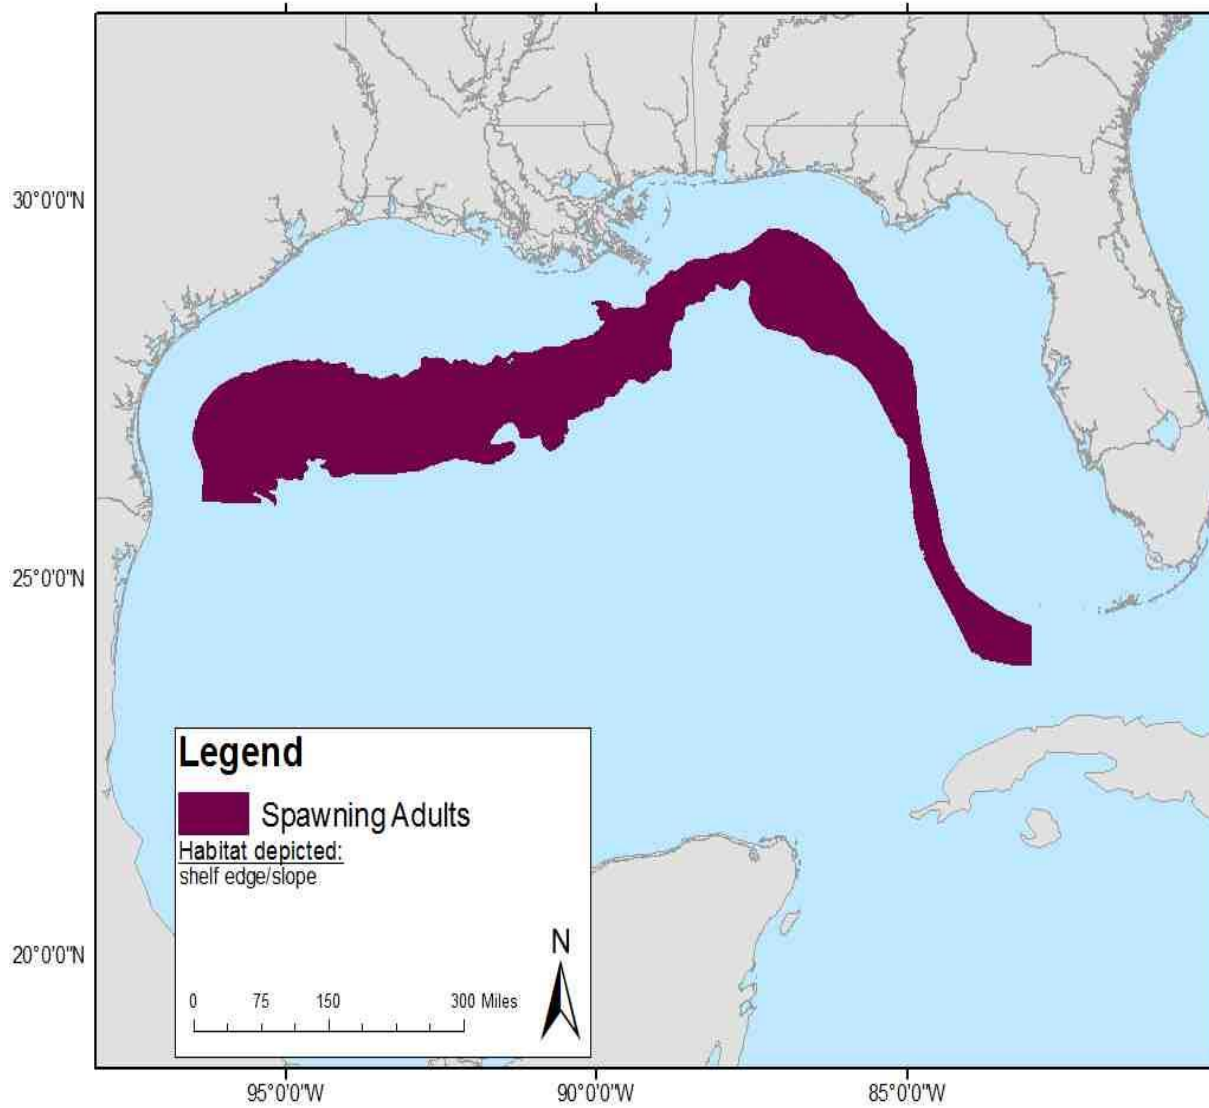 30°0'0"N
25°0'0"N
Legend
Spawning Adults
Habitat depicted:
shelf edge/slope
N
20°0'0"N
0 75 150 300 Miles
95°0'0"W 90°0'0"W 85°0'0"W